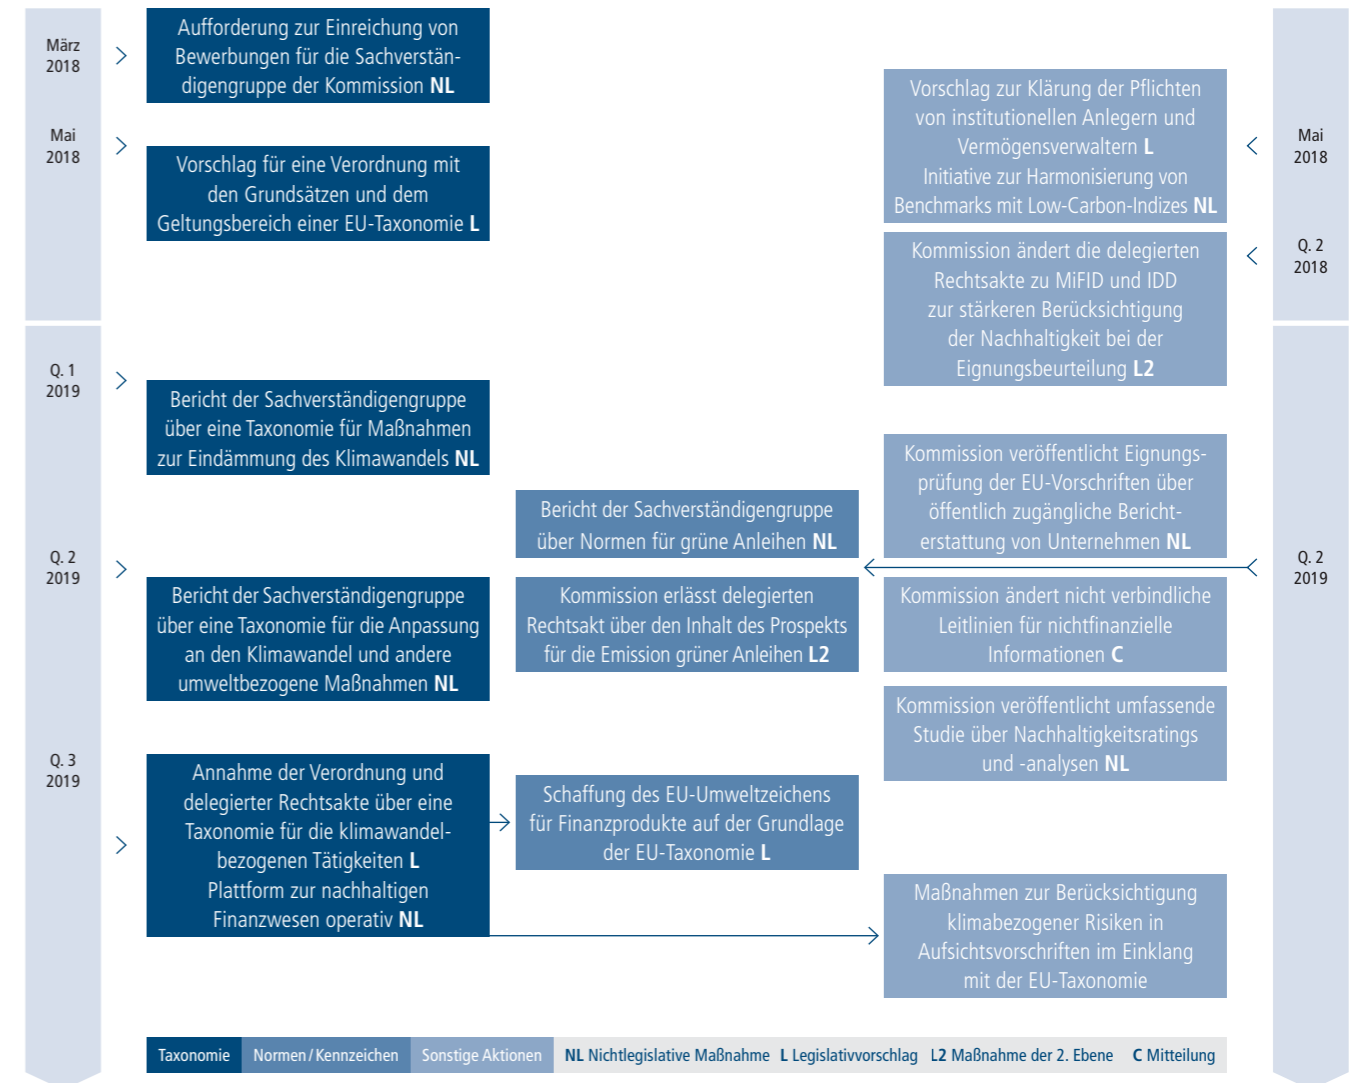 März
2018
Aufforderung zur Einreichung von
Bewerbungen für die Sachverstän-
digengruppe der Kommission NL
Mai
2018
Vorschlag für eine Verordnung mit
den Grundsätzen und dem
Geltungsbereich einer EU-Taxonomie L
Q. 1
2019
Bericht der Sachverständigengruppe
über eine Taxonomie für Maßnahmen
zur Eindämmung des Klimawandels NL
Q. 2
2019
Bericht der Sachverständigengruppe
über eine Taxonomie für die Anpassung
an den Klimawandel und andere
umweltbezogene Maßnahmen NL
Q. 3
2019
Annahme der Verordnung und
delegierter Rechtsakte über eine
Taxonomie für die klimawandel-
bezogenen Tätigkeiten L
Plattform zur nachhaltigen
Finanzwesen operativ NL
Bericht der Sachverständigengruppe
über Normen für grüne Anleihen NL
Kommission erlässt delegierten
Rechtsakt über den Inhalt des Prospekts
für die Emission grüner Anleihen L2
Schaffung des EU-Umweltzeichens
für Finanzprodukte auf der Grundlage
der EU-Taxonomie L
Vorschlag zur Klärung der Pflichten
von institutionellen Anlegern und
Vermögensverwaltern L
Initiative zur Harmonisierung von
Benchmarks mit Low-Carbon-Indizes NL
Mai
2018
Kommission ändert die delegierten
Rechtsakte zu MiFID und IDD
zur stärkeren Berücksichtigung
der Nachhaltigkeit bei der
Eignungsbeurteilung L2
Q. 2
2018
Kommission veröffentlicht Eignungs-
prüfung der EU-Vorschriften über
öffentlich zugängliche Bericht-
erstattung von Unternehmen NL
Q. 2
2019
Kommission ändert nicht verbindliche
Leitlinien für nichtfinanzielle
Informationen C
Kommission veröffentlicht umfassende
Studie über Nachhaltigkeitsratings
und -analysen NL
Maßnahmen zur Berücksichtigung
klimabezogener Risiken in
Aufsichtsvorschriften im Einklang
mit der EU-Taxonomie
Taxonomie Normen / Kennzeichen Sonstige Aktionen NL Nichtlegislative Maßnahme L Legislativvorschlag L2 Maßnahme der 2. Ebene C Mitteilung